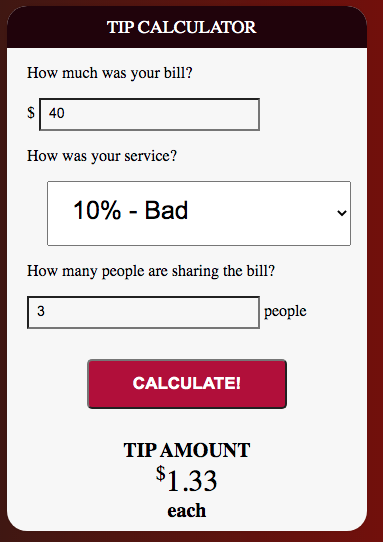 TIP CALCULATOR
How much was your bill?
$ 40
How was your service?
10% - Bad
How many people are sharing the bill?
3 people
CALCULATE!
TIP AMOUNT
$1.33
each